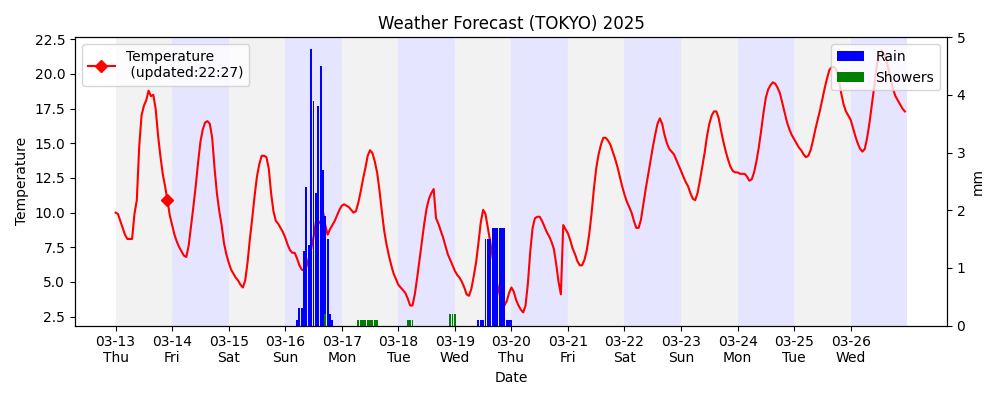 Weather Forecast (TOKYO) 2025
Temperature
(updated:22:27)
Rain
Showers
Temperature
22.5
20.0
17.5
15.0
12.5
10.0
7.5
5.0
2.5
5
4
3
2
1
0
mm
03-13 03-14 03-15 03-16 03-17 03-18 03-19 03-20 03-21 03-22 03-23 03-24 03-25 03-26
Thu Fri Sat Sun Mon Tue Wed Thu Fri Sat Sun Mon Tue Wed
Date